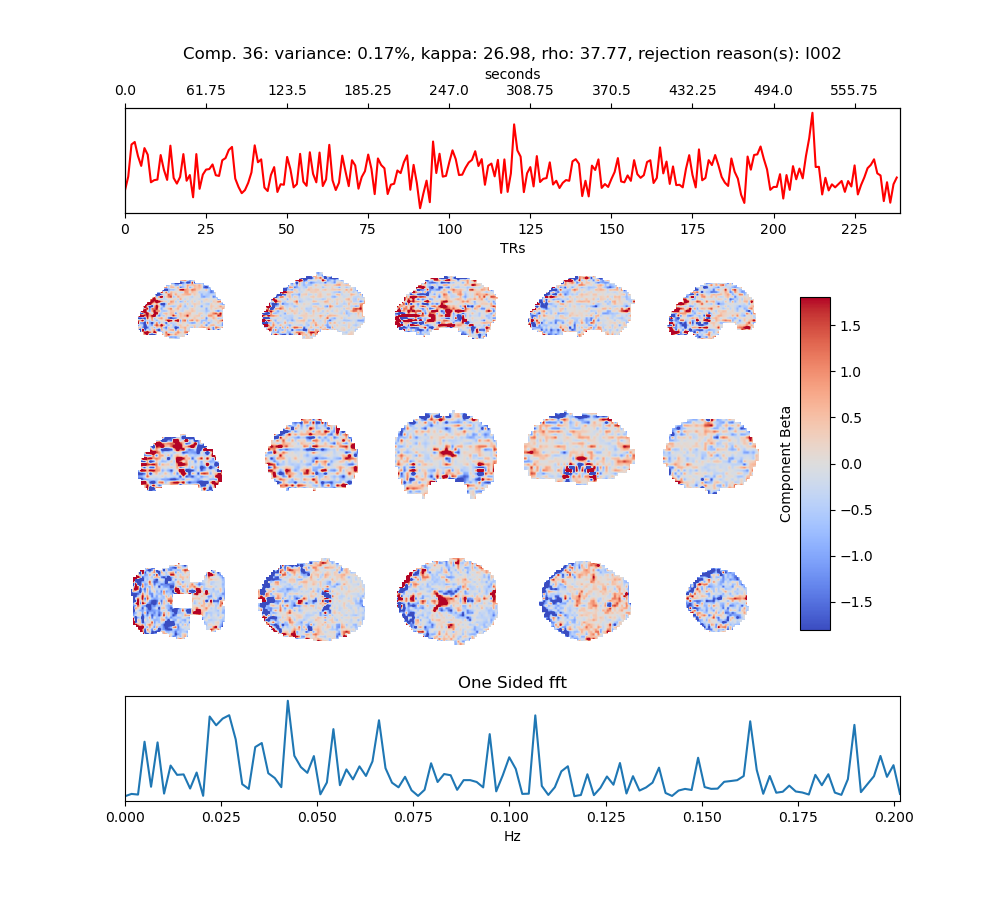 Comp. 36: variance: 0.17%, kappa: 26.98, rho: 37.77, rejection reason(s): I002
seconds
0.0 61.75 123.5 185.25 247.0 308.75 370.5 432.25 494.0 555.75
0 25 50 75 100 125 150 175 200 225
TRs
1.5
1.0
0.5
0.0
−0.5
−1.0
−1.5
Component Beta
One Sided fft
0.000 0.025 0.050 0.075 0.100 0.125 0.150 0.175 0.200
Hz